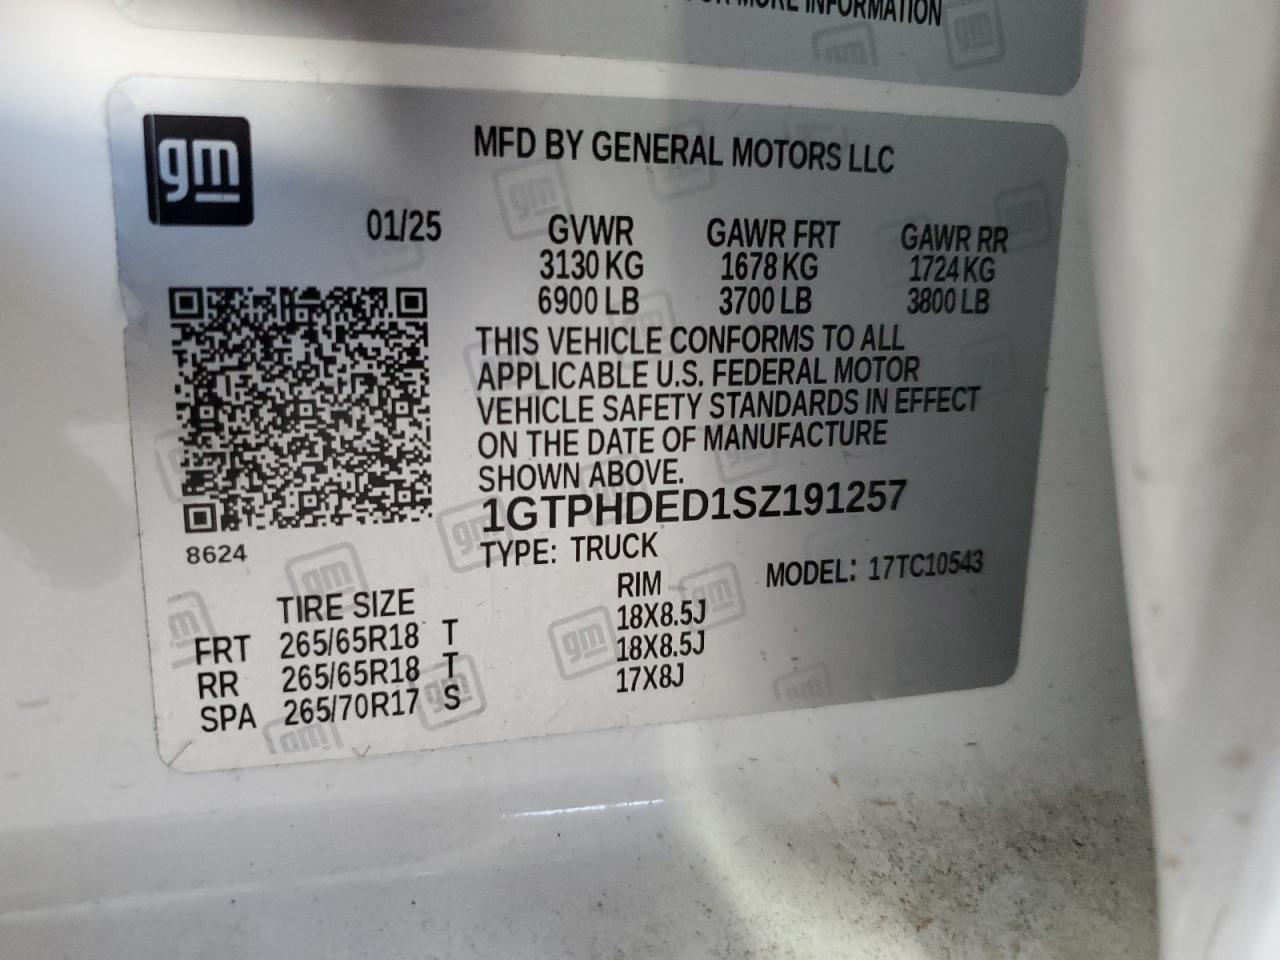 FOR MORE INFORMATION
gm
MFD BY GENERAL MOTORS LLC
01/25
GVWR GAWR FRT GAWR RR
3130 KG 1678 KG 1724 KG
6900 LB 3700 LB 3800 LB
THIS VEHICLE CONFORMS TO ALL
APPLICABLE U.S. FEDERAL MOTOR
VEHICLE SAFETY STANDARDS IN EFFECT
ON THE DATE OF MANUFACTURE
SHOWN ABOVE.
1GTPHDED1SZ191257
8624
TYPE: TRUCK
MODEL: 17TC10543
TIRE SIZE RIM
FRT 265/65R18 T 18X8.5J
RR 265/65R18 T 18X8.5J
SPA 265/70R17 S 17X8J